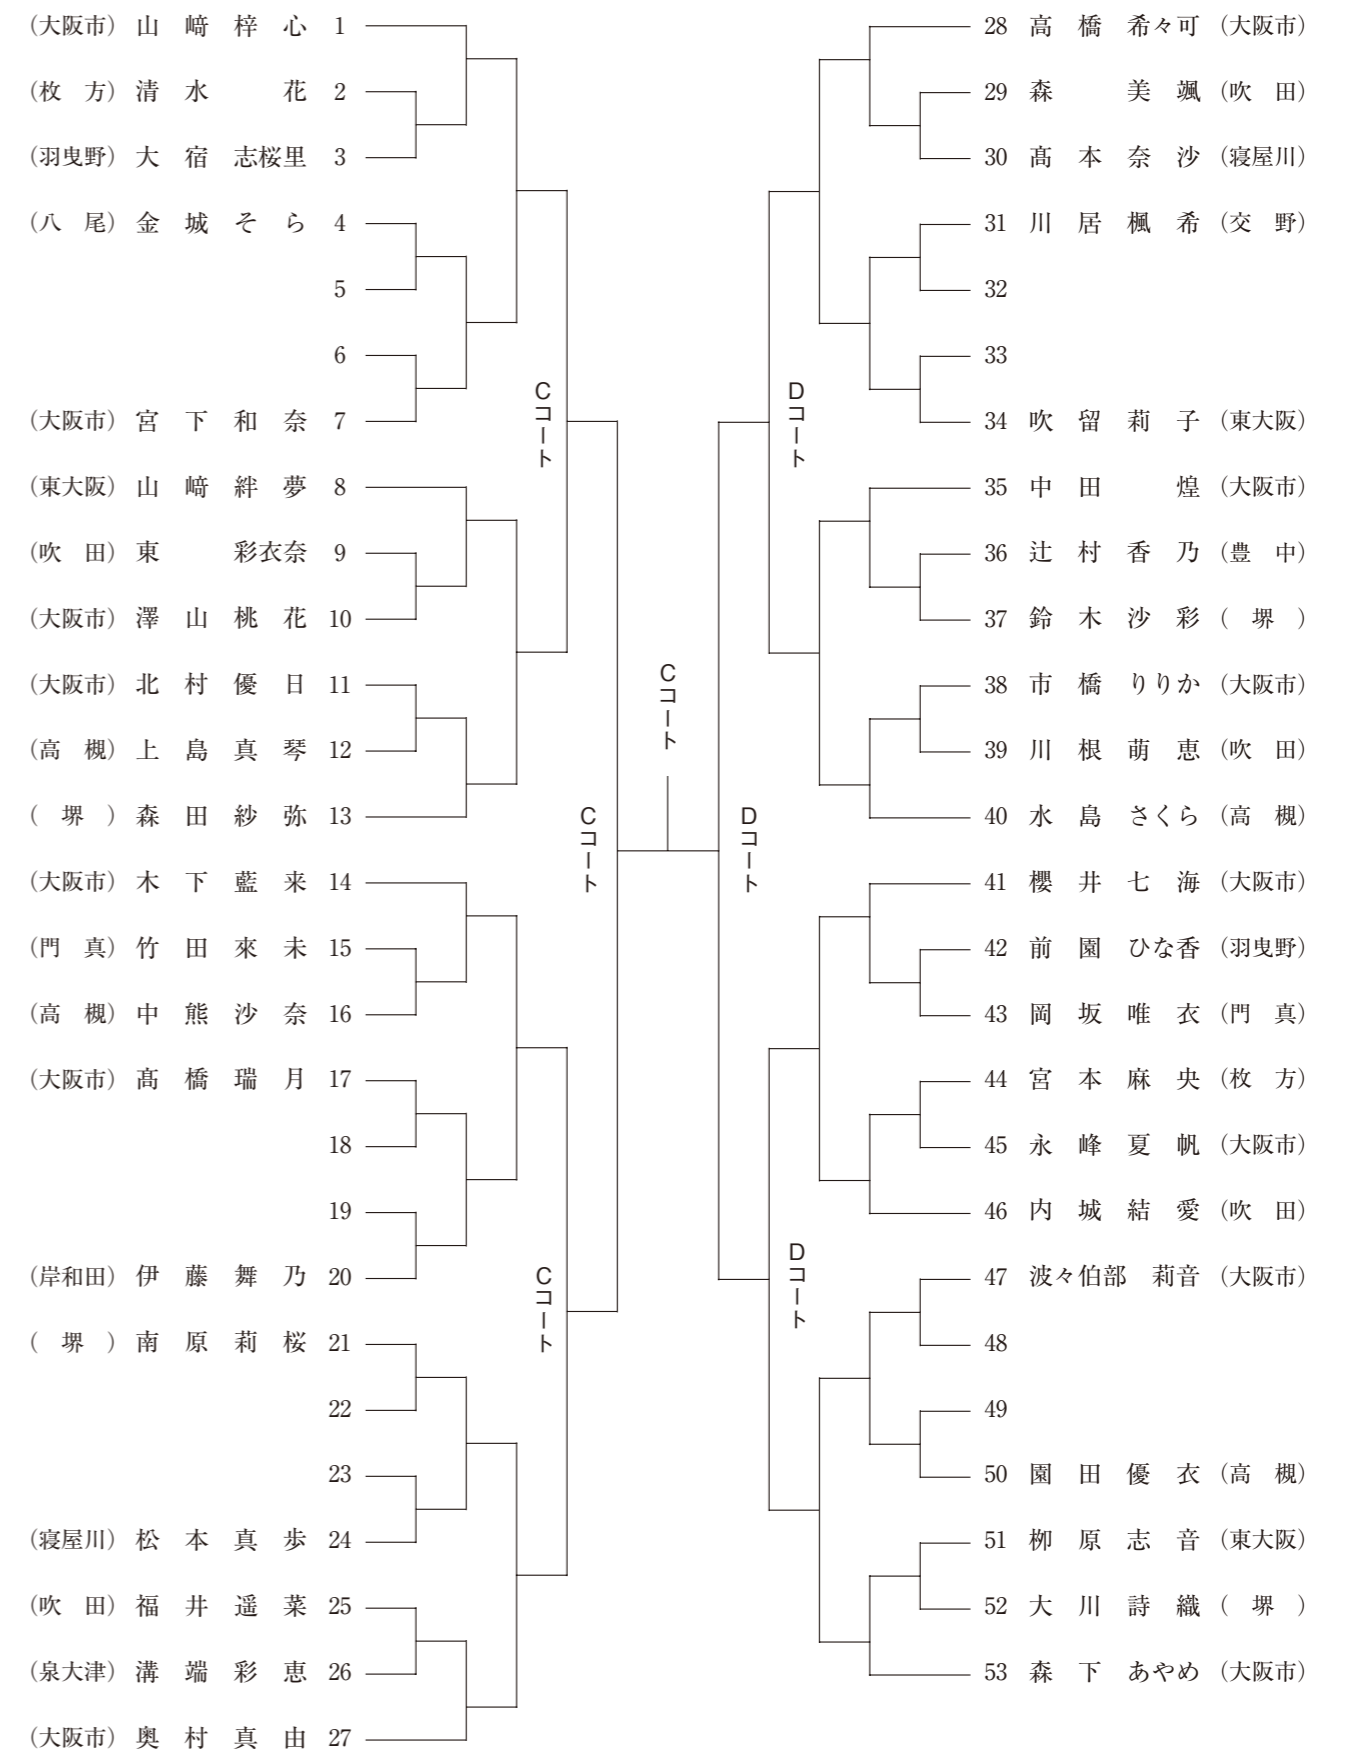 (大阪市) 山﨑梓心 1
(枚方) 清水花 2
(羽曳野) 大宿志桜里 3
(八尾) 金城そら 4
5
6
(大阪市) 宮下和奈 7
(東大阪) 山﨑絆夢 8
(吹田) 東彩衣奈 9
(大阪市) 澤山桃花 10
(大阪市) 北村優日 11
(高槻) 上島真琴 12
(堺) 森田紗弥 13
(大阪市) 木下藍来 14
(門真) 竹田來未 15
(高槻) 中熊沙奈 16
(大阪市) 髙橋瑞月 17
18
19
(岸和田) 伊藤舞乃 20
(堺) 南原莉桜 21
22
23
(寝屋川) 松本真歩 24
(吹田) 福井遥菜 25
(泉大津) 溝端彩恵 26
(大阪市) 奥村真由 27
Cコート
Cコート
Cコート
Cコート
Dコート
Dコート
Dコート
28 高橋希々可 (大阪市)
29 森美颯 (吹田)
30 髙本奈沙 (寝屋川)
31 川居楓希 (交野)
32
33
34 吹留莉子 (東大阪)
35 中田煌 (大阪市)
36 辻村香乃 (豊中)
37 鈴木沙彩 (堺)
38 市橋りりか (大阪市)
39 川根萌恵 (吹田)
40 水島さくら (高槻)
41 櫻井七海 (大阪市)
42 前園ひな香 (羽曳野)
43 岡坂唯衣 (門真)
44 宮本麻央 (枚方)
45 永峰夏帆 (大阪市)
46 内城結愛 (吹田)
47 波々伯部莉音 (大阪市)
48
49
50 園田優衣 (高槻)
51 栁原志音 (東大阪)
52 大川詩織 (堺)
53 森下あやめ (大阪市)